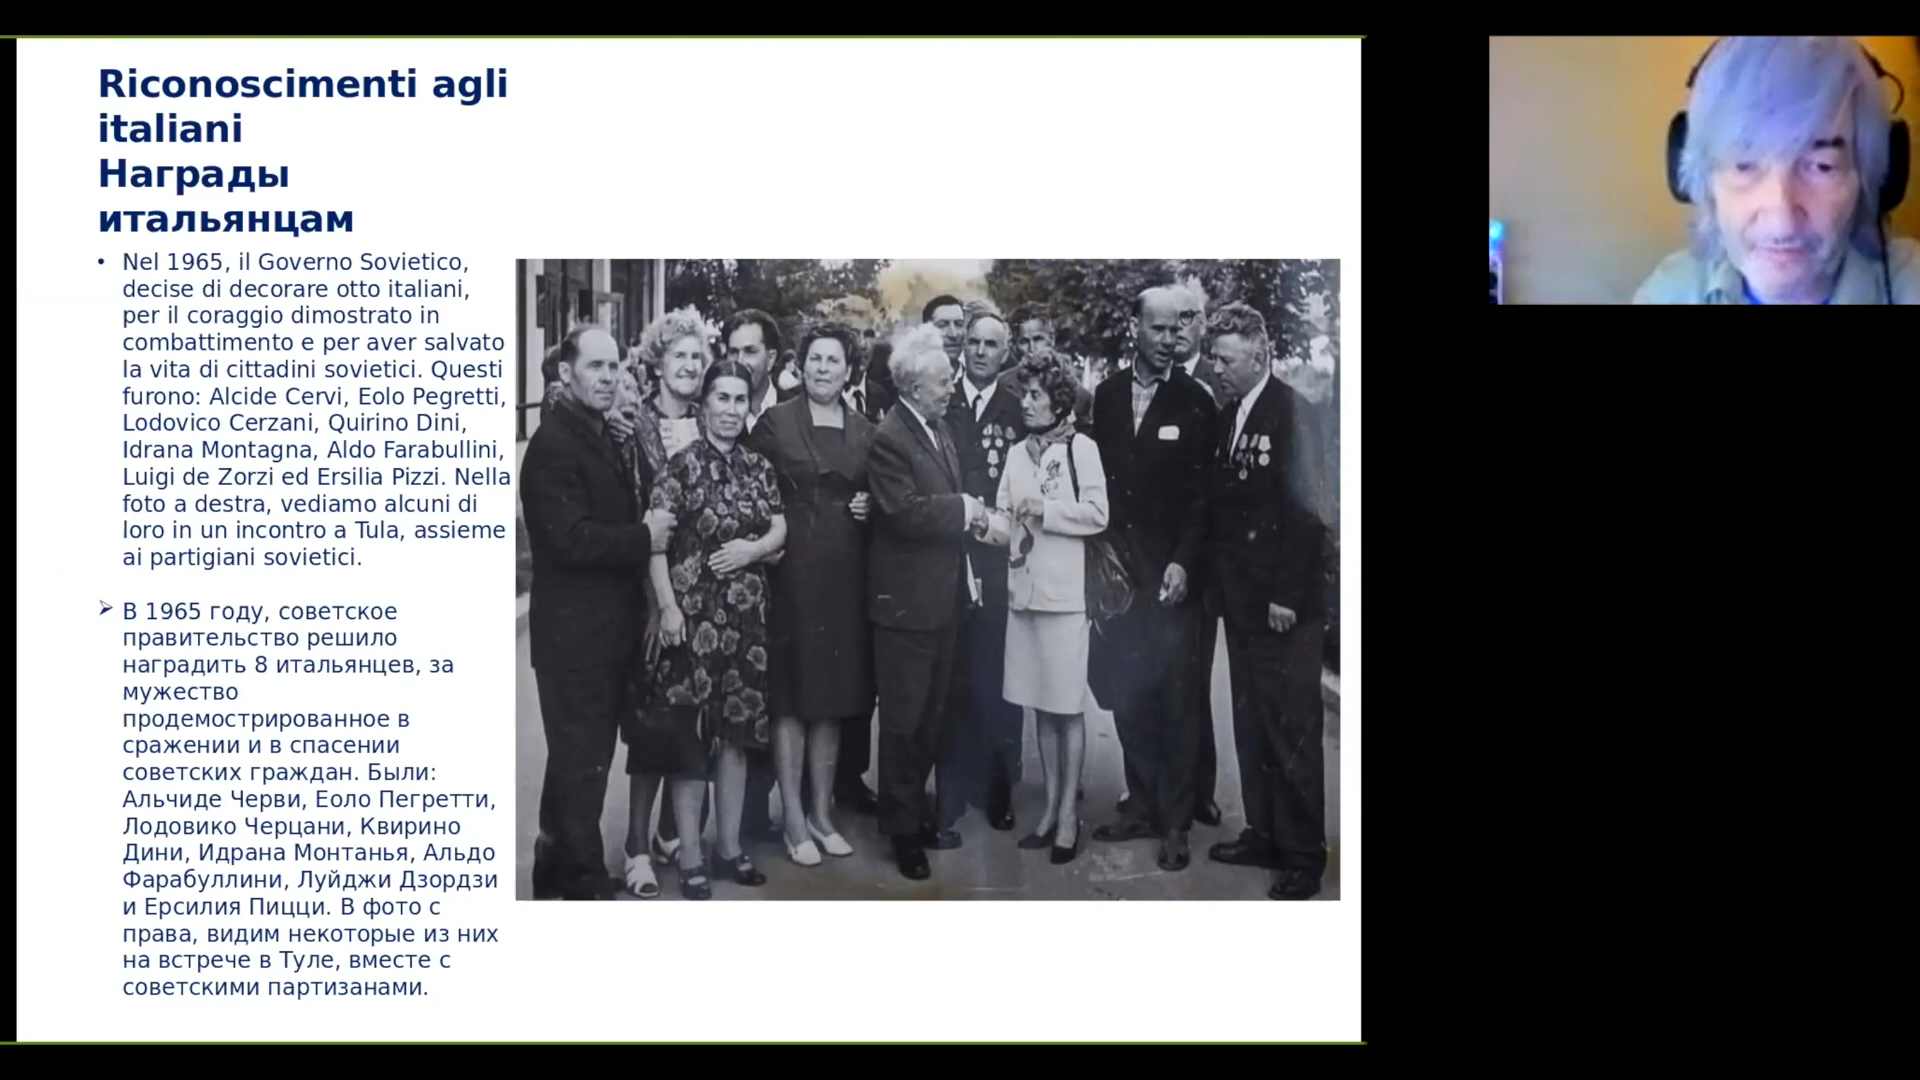 Riconoscimenti agli
italiani
Награды
итальянцам
• Nel 1965, il Governo Sovietico,
decise di decorare otto italiani,
per il coraggio dimostrato in
combattimento e per aver salvato
la vita di cittadini sovietici. Questi
furono: Alcide Cervi, Eolo Pegretti,
Lodovico Cerzani, Quirino Dini,
Idrana Montagna, Aldo Farabullini,
Luigi de Zorzi ed Ersilia Pizzi. Nella
foto a destra, vediamo alcuni di
loro in un incontro a Tula, assieme
ai partigiani sovietici.
➢ В 1965 году, советское
правительство решило
наградить 8 итальянцев, за
мужество
продемострированное в
сражении и в спасении
советских граждан. Были:
Альчиде Черви, Еоло Пегретти,
Лодовико Черцани, Квирино
Дини, Идрана Монтанья, Альдо
Фарабуллини, Луйджи Дзордзи
и Ерсилия Пицци. В фото с
права, видим некоторые из них
на встрече в Туле, вместе с
советскими партизанами.